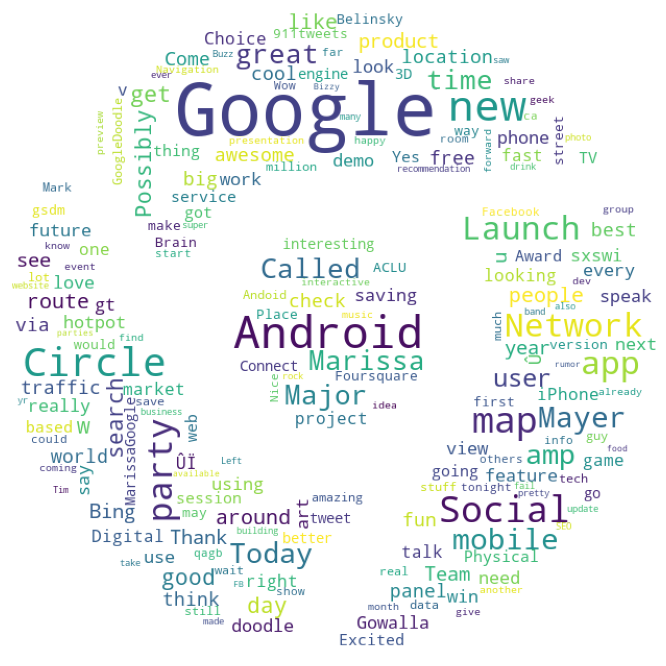 like
Belinsky
911tweets
Choice
Buzz
far
product
great
location
saw
Come
cool
engine
look
3D
time
share
Navigation
Wow
Bizzy
ever
v
get
Google
new
geek
many
ca
preview
GoogleDoodle
Possibly
thing
presentation
happy
way
room
phone
forward
street
photo
awesome
demo
Yes
free
fast
TV
million
recommendation
drink
big
work
Mark
service
gsdm
got
Facebook
group
make
super
future
Brain
interesting
Launch
best
know
one
start
see
event
Called
ACLU
u
Award
sxswi
lot
love
interactive
looking
every
dev
website
Android
check
saving
people
speak
route
gt
Andoid
Place
music
also
via
hotpot
band
much
Network
parties
find
Android
would
Connect
Marissa
year
version
next
Circle
Û
rumor
app
traffic
market
Nice
rock
Foursquare
user
iPhone
already
yr
save
Major
idea
really
business
search
MarissaGoogle
first
based
W
project
map
Mayer
info
guy
could
web
party
world
view
others
food
coming
say
ÛÏ
Left
going
amp
game
available
feature
tech
Tim
using
stuff
tonight
fail
session
amazing
pretty
go
Bing
may
art
Social
SEO
update
around
tweet
fun
Digital
Thank
building
better
mobile
qagb
take
use
Today
talk
Physical
wait
real
good
FB
right
Team
need
another
think
show
panel
win
still
day
month
data
give
made
doodle
Gowalla
Excited